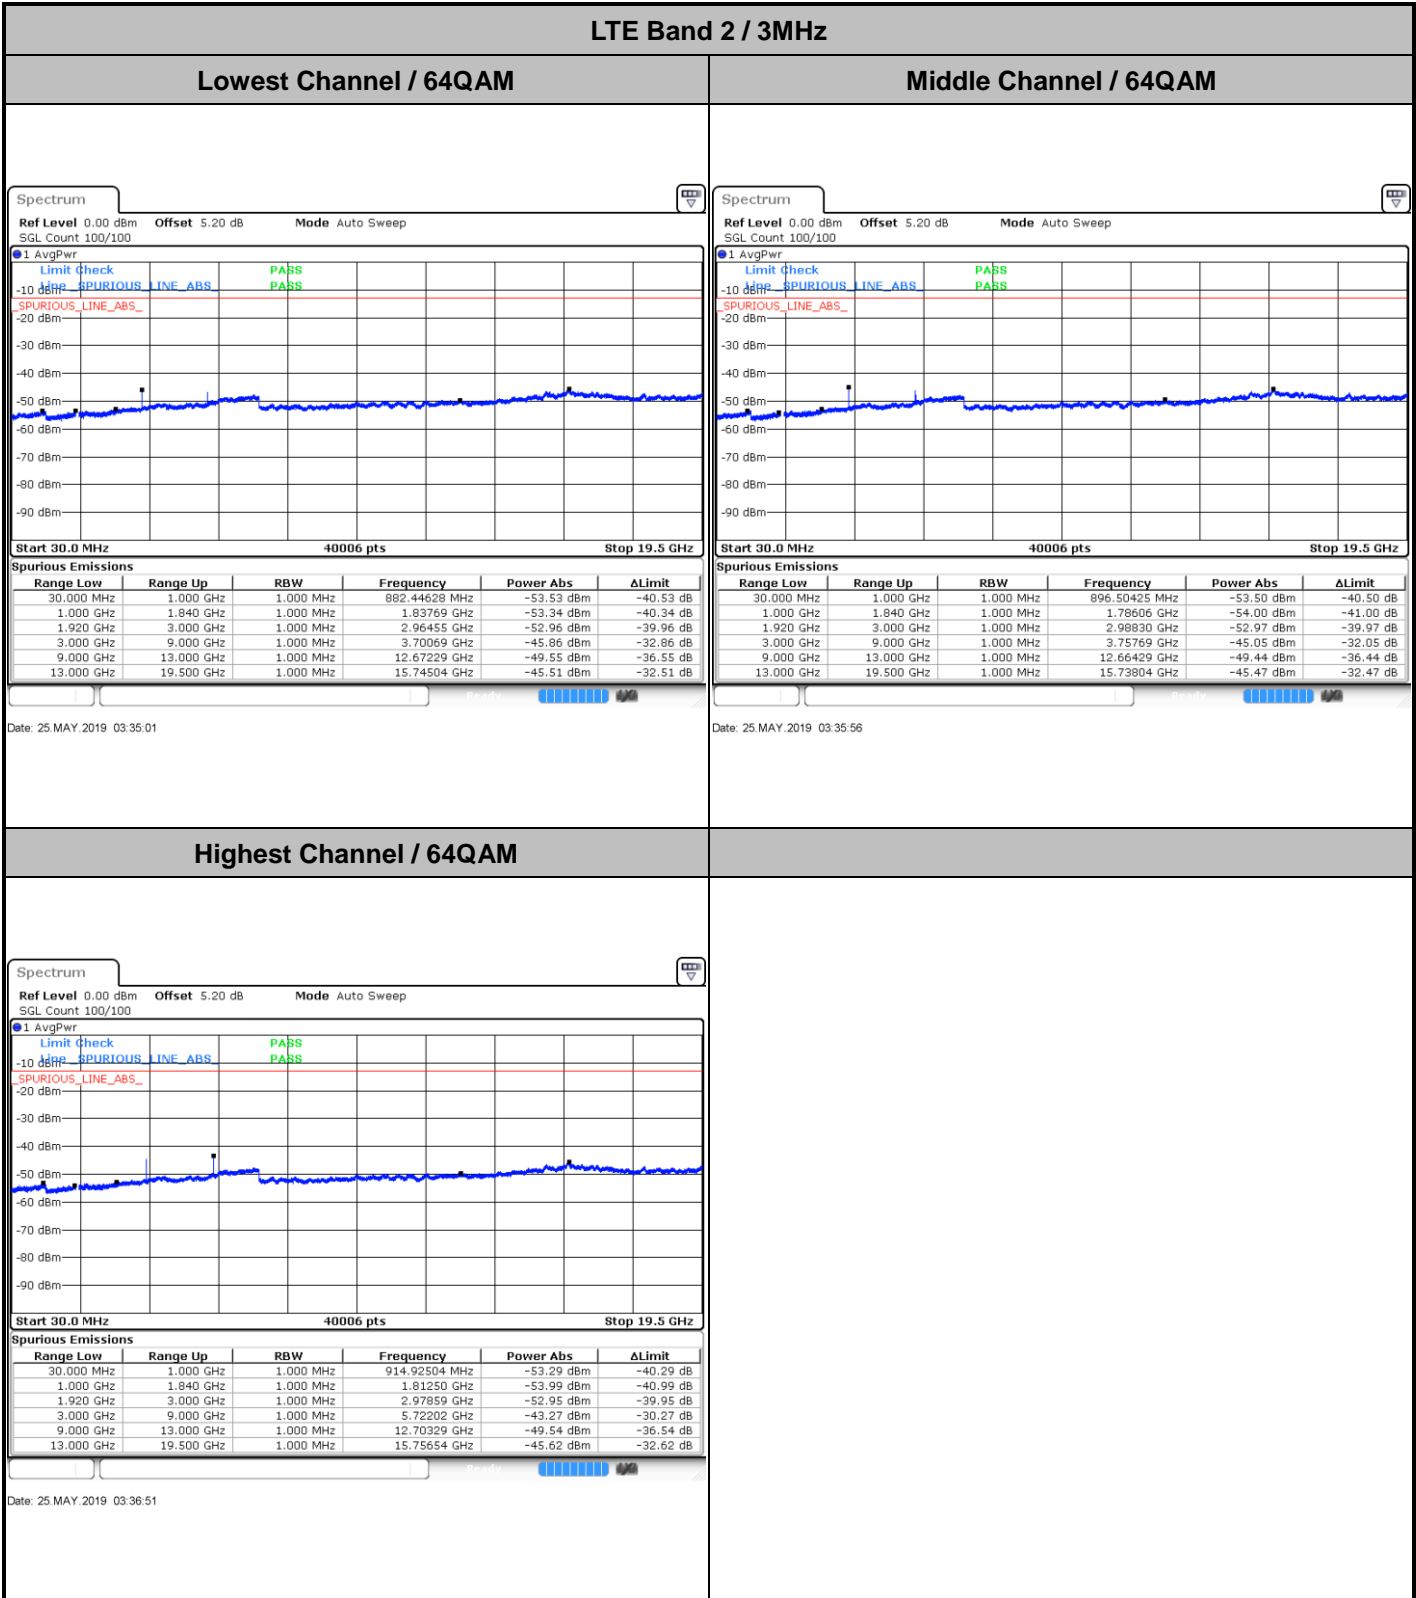 LTE Band 2 / 3MHz
Lowest Channel / 64QAM
Middle Channel / 64QAM
Spectrum
Ref Level 0.00 dBm Offset 5.20 dB Mode Auto Sweep
SGL Count 100/100
1 AvgPwr
Limit Check PASS
-10 dBm Line _SPURIOUS_LINE_ABS_ PASS
_SPURIOUS_LINE_ABS_
-20 dBm
-30 dBm
-40 dBm
-50 dBm
-60 dBm
-70 dBm
-80 dBm
-90 dBm
Start 30.0 MHz 40006 pts Stop 19.5 GHz
Spurious Emissions
Range Low Range Up RBW Frequency Power Abs ΔLimit
30.000 MHz 1.000 GHz 1.000 MHz 882.44628 MHz -53.53 dBm -40.53 dB
1.000 GHz 1.840 GHz 1.000 MHz 1.83769 GHz -53.34 dBm -40.34 dB
1.920 GHz 3.000 GHz 1.000 MHz 2.96455 GHz -52.96 dBm -39.96 dB
3.000 GHz 9.000 GHz 1.000 MHz 3.70069 GHz -45.86 dBm -32.86 dB
9.000 GHz 13.000 GHz 1.000 MHz 12.67229 GHz -49.55 dBm -36.55 dB
13.000 GHz 19.500 GHz 1.000 MHz 15.74504 GHz -45.51 dBm -32.51 dB
Ready
Date: 25.MAY.2019 03:35:01
Spectrum
Ref Level 0.00 dBm Offset 5.20 dB Mode Auto Sweep
SGL Count 100/100
1 AvgPwr
Limit Check PASS
-10 dBm Line _SPURIOUS_LINE_ABS_ PASS
_SPURIOUS_LINE_ABS_
-20 dBm
-30 dBm
-40 dBm
-50 dBm
-60 dBm
-70 dBm
-80 dBm
-90 dBm
Start 30.0 MHz 40006 pts Stop 19.5 GHz
Spurious Emissions
Range Low Range Up RBW Frequency Power Abs ΔLimit
30.000 MHz 1.000 GHz 1.000 MHz 896.50425 MHz -53.50 dBm -40.50 dB
1.000 GHz 1.840 GHz 1.000 MHz 1.78606 GHz -54.00 dBm -41.00 dB
1.920 GHz 3.000 GHz 1.000 MHz 2.98830 GHz -52.97 dBm -39.97 dB
3.000 GHz 9.000 GHz 1.000 MHz 3.75769 GHz -45.05 dBm -32.05 dB
9.000 GHz 13.000 GHz 1.000 MHz 12.66429 GHz -49.44 dBm -36.44 dB
13.000 GHz 19.500 GHz 1.000 MHz 15.73804 GHz -45.47 dBm -32.47 dB
Ready
Date: 25.MAY.2019 03:35:56
Highest Channel / 64QAM
Spectrum
Ref Level 0.00 dBm Offset 5.20 dB Mode Auto Sweep
SGL Count 100/100
1 AvgPwr
Limit Check PASS
-10 dBm Line _SPURIOUS_LINE_ABS_ PASS
_SPURIOUS_LINE_ABS_
-20 dBm
-30 dBm
-40 dBm
-50 dBm
-60 dBm
-70 dBm
-80 dBm
-90 dBm
Start 30.0 MHz 40006 pts Stop 19.5 GHz
Spurious Emissions
Range Low Range Up RBW Frequency Power Abs ΔLimit
30.000 MHz 1.000 GHz 1.000 MHz 914.92504 MHz -53.29 dBm -40.29 dB
1.000 GHz 1.840 GHz 1.000 MHz 1.81250 GHz -53.99 dBm -40.99 dB
1.920 GHz 3.000 GHz 1.000 MHz 2.97859 GHz -52.95 dBm -39.95 dB
3.000 GHz 9.000 GHz 1.000 MHz 5.72202 GHz -43.27 dBm -30.27 dB
9.000 GHz 13.000 GHz 1.000 MHz 12.70329 GHz -49.54 dBm -36.54 dB
13.000 GHz 19.500 GHz 1.000 MHz 15.75654 GHz -45.62 dBm -32.62 dB
Ready
Date: 25.MAY.2019 03:36:51